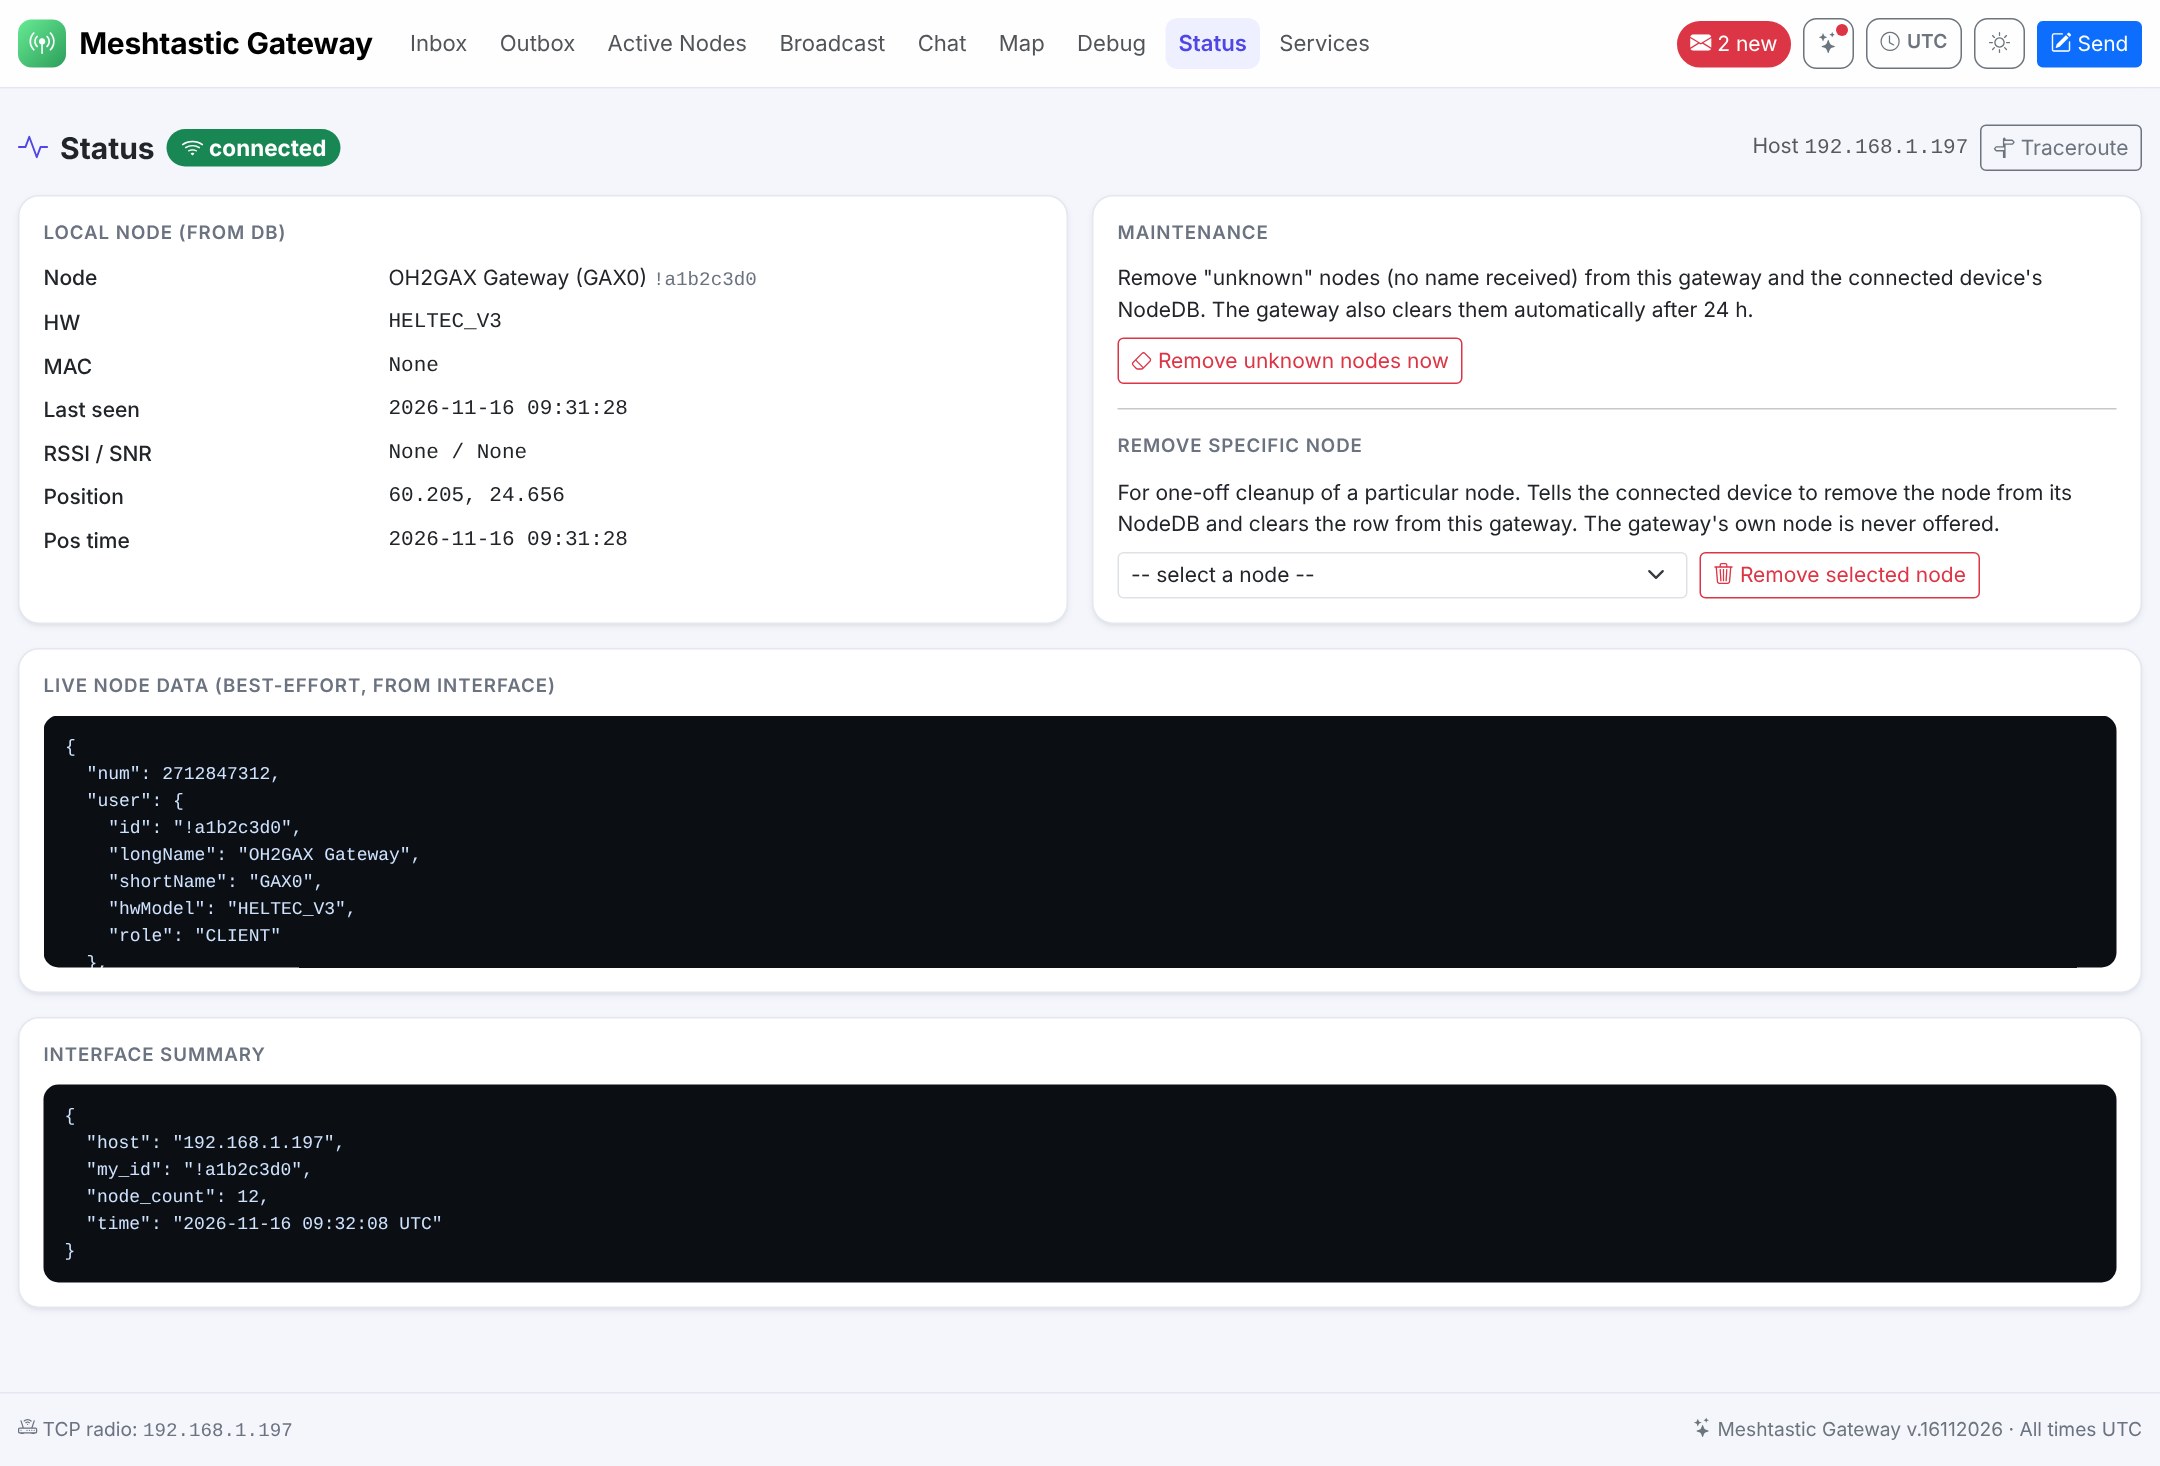 Meshtastic Gateway Inbox Outbox Active Nodes Broadcast Chat Map Debug Status Services 2 new UTC Send
Status connected Host 192.168.1.197 Traceroute
LOCAL NODE (FROM DB)
Node OH2GAX Gateway (GAX0) !a1b2c3d0
HW HELTEC_V3
MAC None
Last seen 2026-11-16 09:31:28
RSSI / SNR None / None
Position 60.205, 24.656
Pos time 2026-11-16 09:31:28
MAINTENANCE
Remove "unknown" nodes (no name received) from this gateway and the connected device's
NodeDB. The gateway also clears them automatically after 24 h.
Remove unknown nodes now
REMOVE SPECIFIC NODE
For one-off cleanup of a particular node. Tells the connected device to remove the node from its
NodeDB and clears the row from this gateway. The gateway's own node is never offered.
-- select a node -- Remove selected node
LIVE NODE DATA (BEST-EFFORT, FROM INTERFACE)
{
"num": 2712847312,
"user": {
"id": "!a1b2c3d0",
"longName": "OH2GAX Gateway",
"shortName": "GAX0",
"hwModel": "HELTEC_V3",
"role": "CLIENT"
},
INTERFACE SUMMARY
{
"host": "192.168.1.197",
"my_id": "!a1b2c3d0",
"node_count": 12,
"time": "2026-11-16 09:32:08 UTC"
}
TCP radio: 192.168.1.197 Meshtastic Gateway v.16112026 · All times UTC